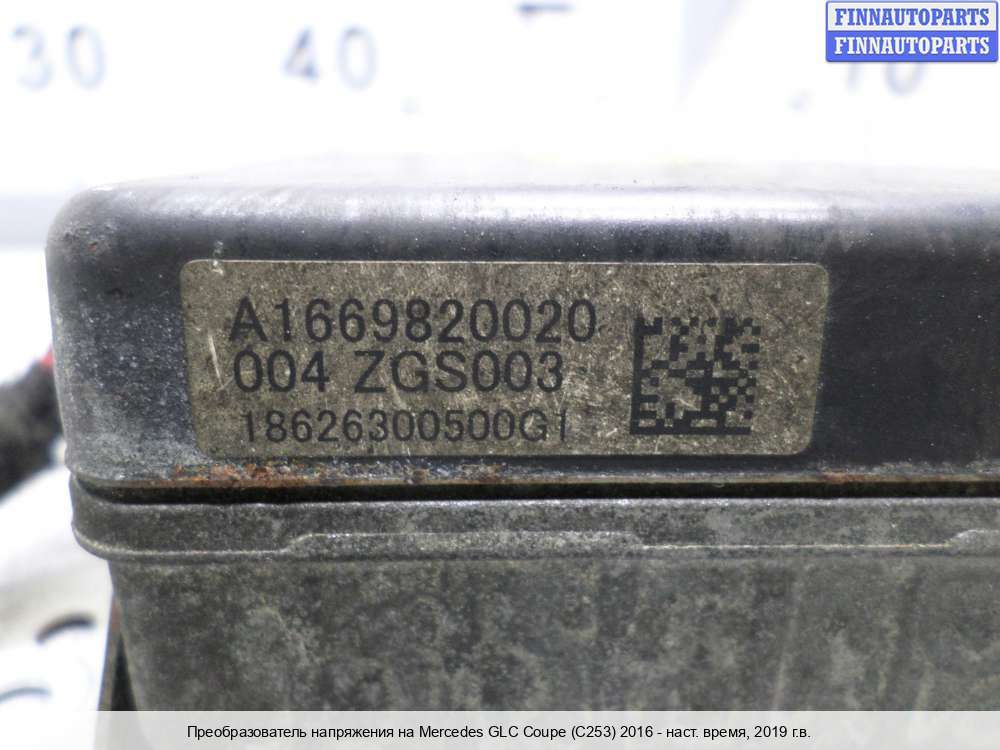 FINNAUTOPARTS
FINNAUTOPARTS
30 40 70
A1669820020
004 ZGS003
18626300500G1
Преобразователь напряжения на Mercedes GLC Coupe (C253) 2016 - наст. время, 2019 г.в.